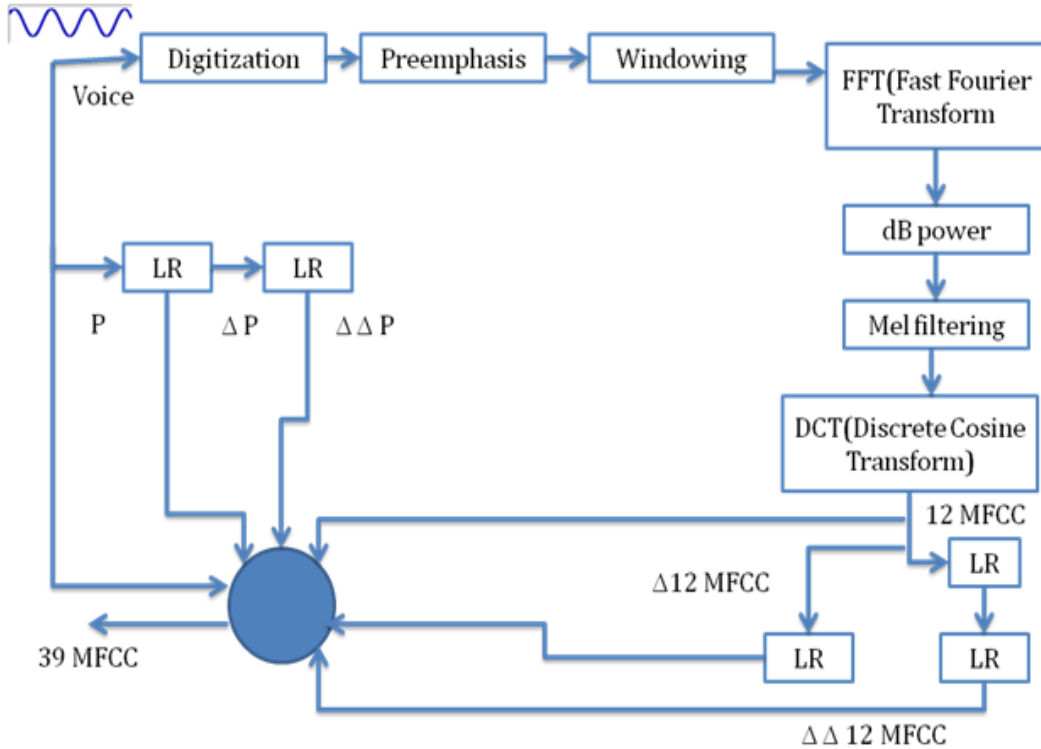 Digitization
Preemphasis
Windowing
FFT(Fast Fourier
Transform
Voice
dB power
LR
LR
P
Δ P
Δ Δ P
Mel filtering
DCT(Discrete Cosine
Transform)
12 MFCC
LR
Δ12 MFCC
39 MFCC
LR
LR
Δ Δ 12 MFCC